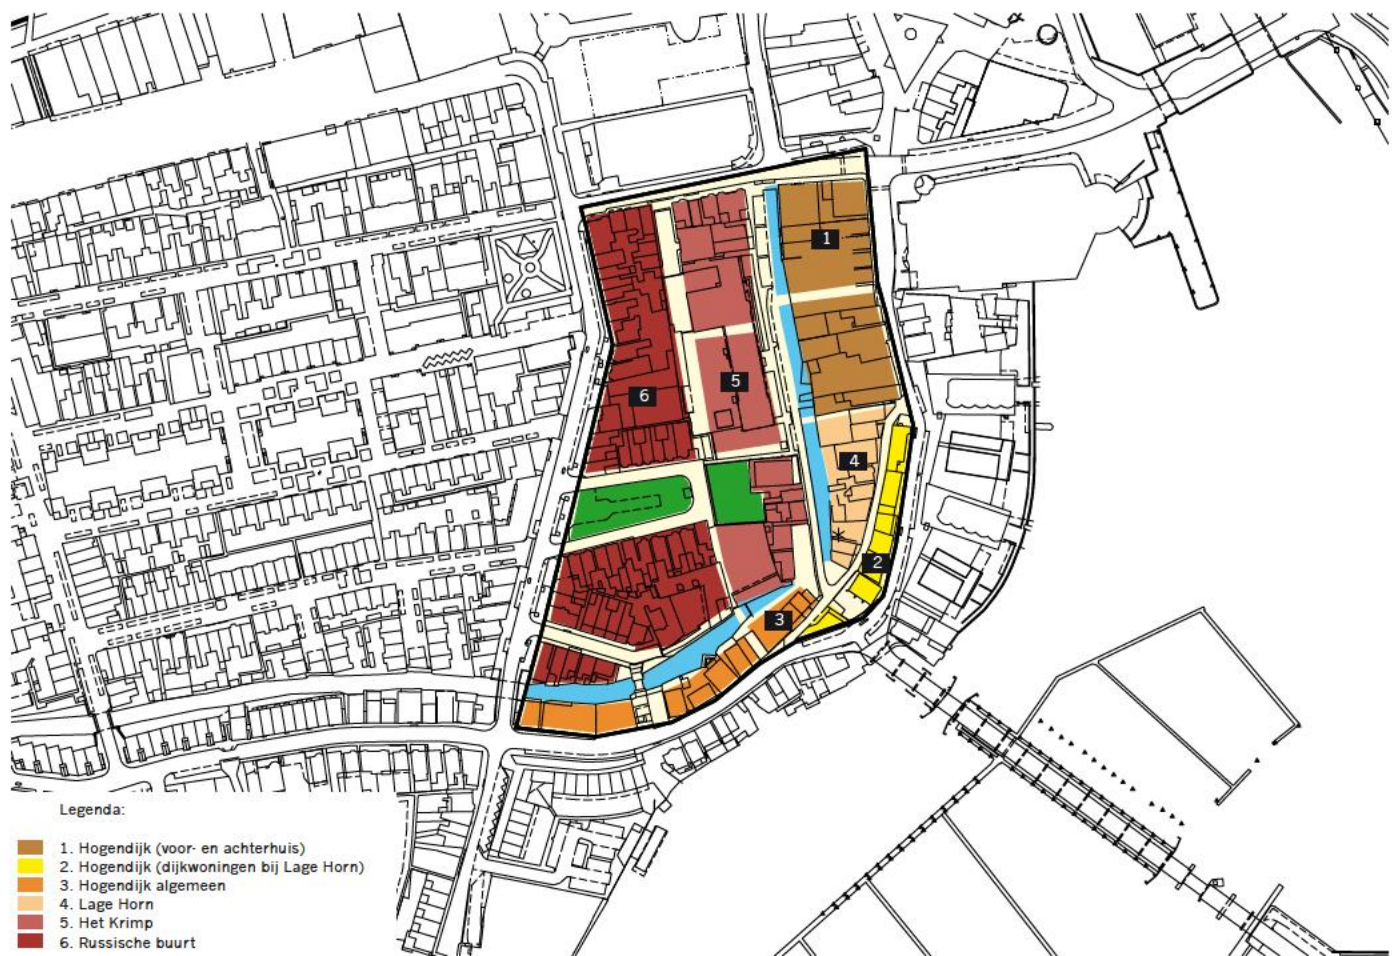 1
5
6
4
2
3
Legenda:
1. Hogendijk (voor- en achterhuis)
2. Hogendijk (dijkwoningen bij Lage Horn)
3. Hogendijk algemeen
4. Lage Horn
5. Het Krimp
6. Russische buurt